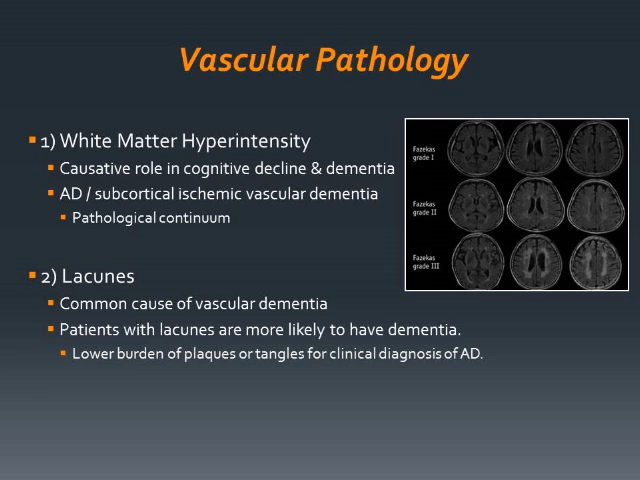 Vascular Pathology
1) White Matter Hyperintensity
Causative role in cognitive decline & dementia
AD / subcortical ischemic vascular dementia
Pathological continuum
2) Lacunes
Common cause of vascular dementia
Patients with lacunes are more likely to have dementia.
Lower burden of plaques or tangles for clinical diagnosis of AD.
Fazekas
grade I
Fazekas
grade II
Fazekas
grade III